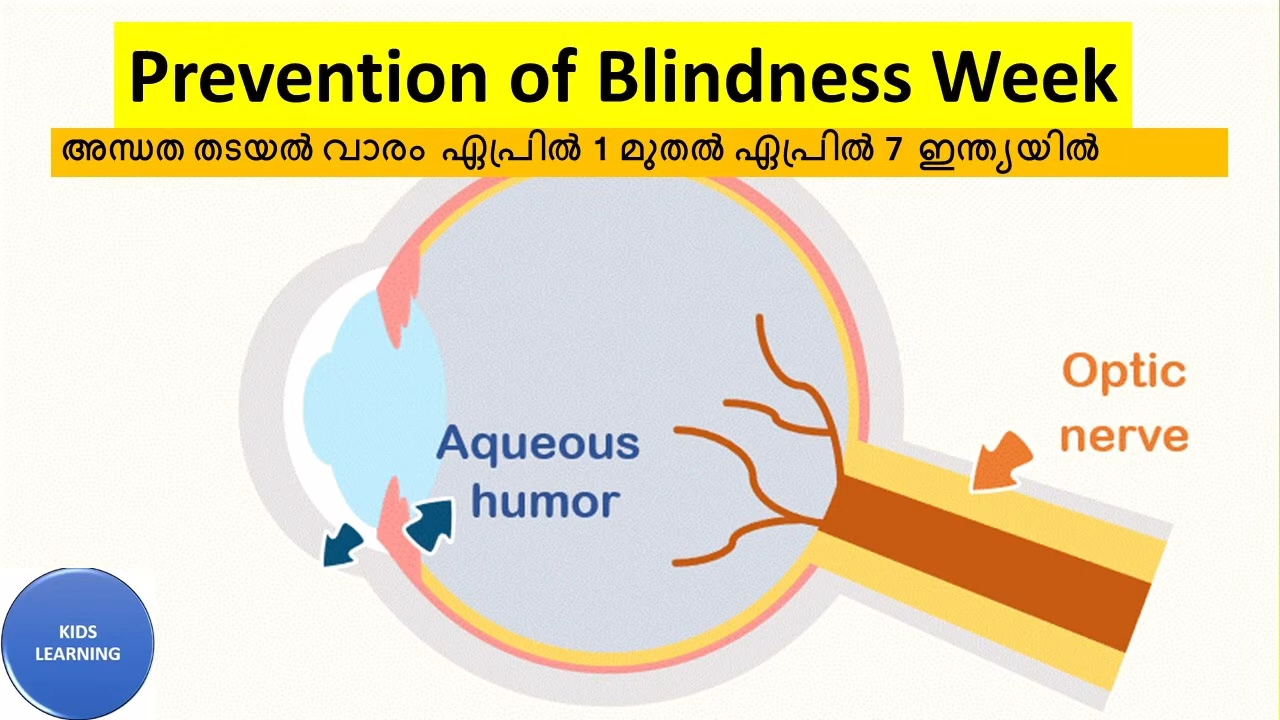 Prevention of Blindness Week
അന്ധത തടയൽ വാരം ഏപ്രിൽ 1 മുതൽ ഏപ്രിൽ 7 ഇന്ത്യയിൽ
Optic
nerve
Aqueous
humor
KIDS
LEARNING